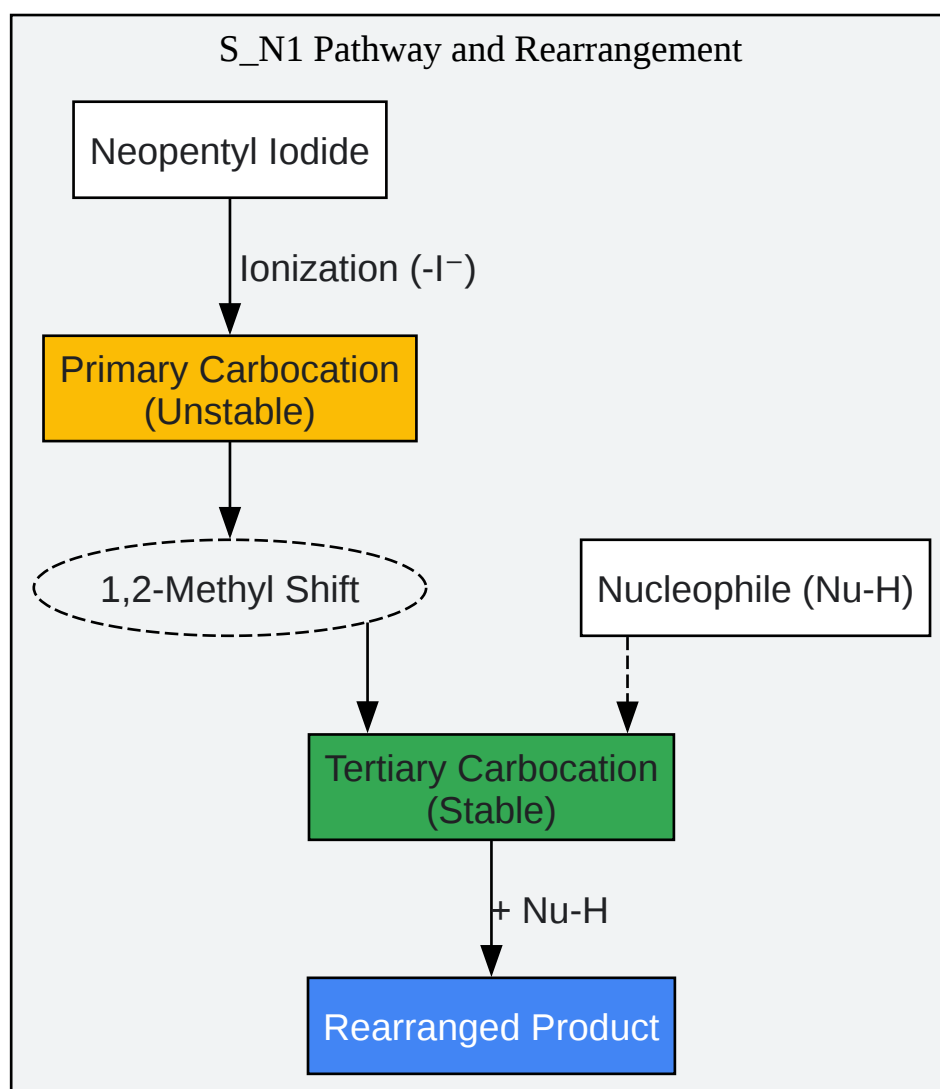 S_N1 Pathway and Rearrangement
Neopentyl Iodide
Ionization (-I⁻)
Primary Carbocation
(Unstable)
1,2-Methyl Shift
Nucleophile (Nu-H)
Tertiary Carbocation
(Stable)
+ Nu-H
Rearranged Product